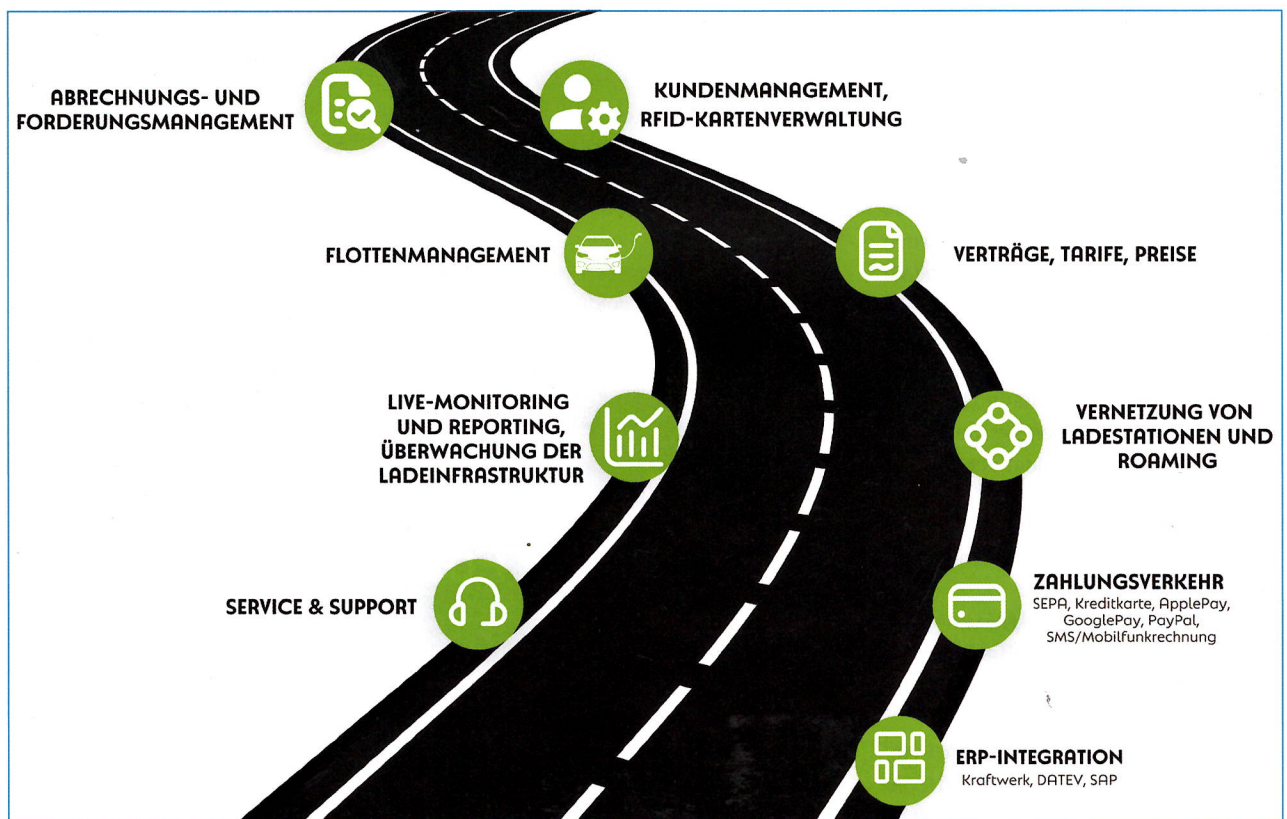 ABRECHNUNGS- UND
FORDERUNGSMANAGEMENT
KUNDENMANAGEMENT,
RFID-KARTENVERWALTUNG
FLOTTENMANAGEMENT
VERTRÄGE, TARIFE, PREISE
LIVE-MONITORING
UND REPORTING,
ÜBERWACHUNG DER
LADEINFRASTRUKTUR
VERNETZUNG VON
LADESTATIONEN UND
ROAMING
SERVICE & SUPPORT
ZAHLUNGSVERKEHR
SEPA, Kreditkarte, ApplePay,
GooglePay, PayPal,
SMS/Mobilfunkrechnung
ERP-INTEGRATION
Kraftwerk, DATEV, SAP